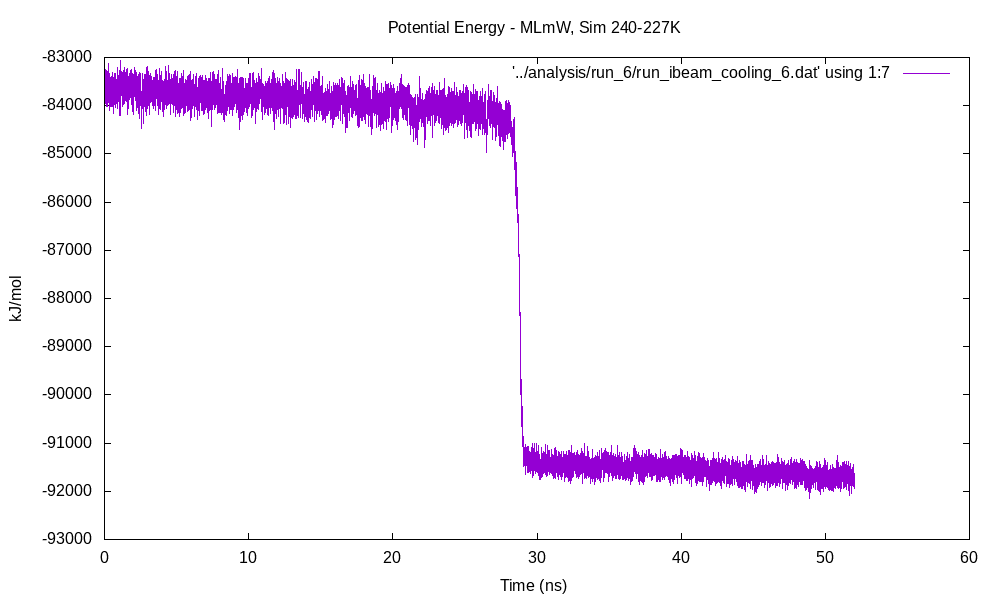 Potential Energy - MLmW, Sim 240-227K
'../analysis/run_6/run_ibeam_cooling_6.dat' using 1:7
-83000
-84000
-85000
-86000
-87000
-88000
-89000
-90000
-91000
-92000
-93000
kJ/mol
0 10 20 30 40 50 60
Time (ns)